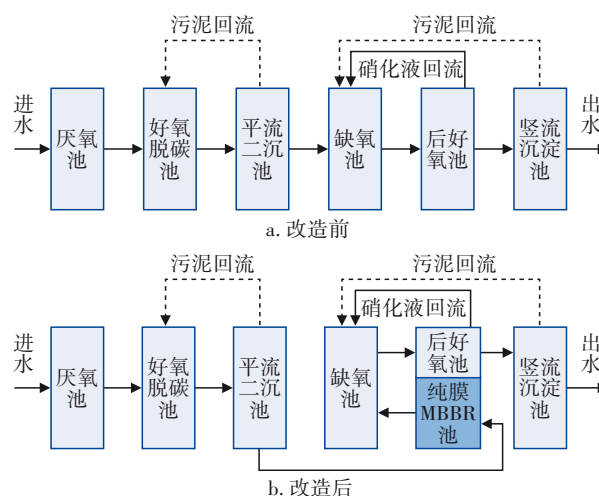 污泥回流
污泥回流
硝化液回流
进水
厌氧池
好氧脱碳池
平流二沉池
缺氧池
后好氧池
竖流沉淀池
出水
a. 改造前
污泥回流
污泥回流
硝化液回流
进水
厌氧池
好氧脱碳池
平流二沉池
缺氧池
后好氧池
纯膜
MBBR
池
竖流沉淀池
出水
b. 改造后